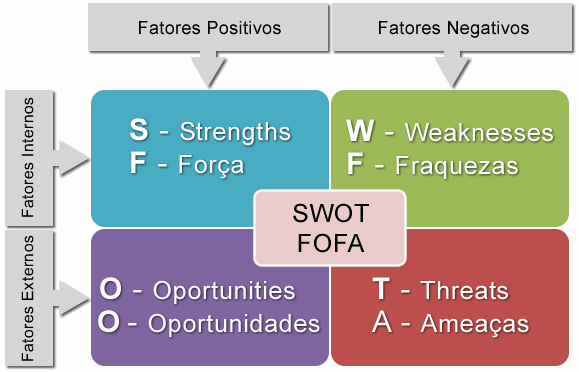 Fatores Positivos
Fatores Negativos
Fatores Internos
S - Strengths
F - Força
W - Weaknesses
F - Fraquezas
SWOT
FOFA
Fatores Externos
O - Oportunities
O - Oportunidades
T - Threats
A - Ameaças